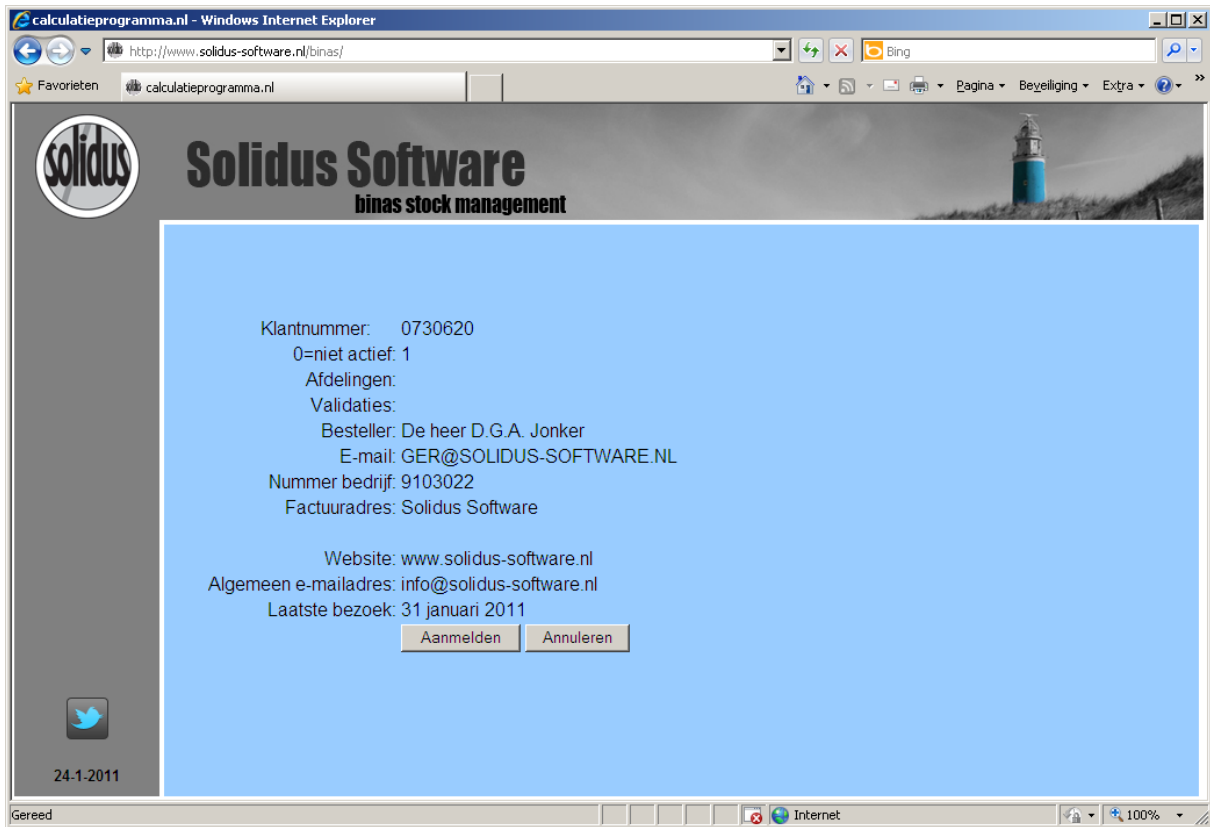 calculatieprogramma.nl - Windows Internet Explorer
http://www.solidus-software.nl/binas/
Bing
Favorieten
calculatieprogramma.nl
Pagina
Beveiliging
Extra
»
solidus
Solidus Software
binas stock management
Klantnummer: 0730620
0=niet actief: 1
Afdelingen:
Validaties:
Besteller: De heer D.G.A. Jonker
E-mail: GER@SOLIDUS-SOFTWARE.NL
Nummer bedrijf: 9103022
Factuuradres: Solidus Software
Website: www.solidus-software.nl
Algemeen e-mailadres: info@solidus-software.nl
Laatste bezoek: 31 januari 2011
Aanmelden Annuleren
24-1-2011
Gereed
Internet
100%